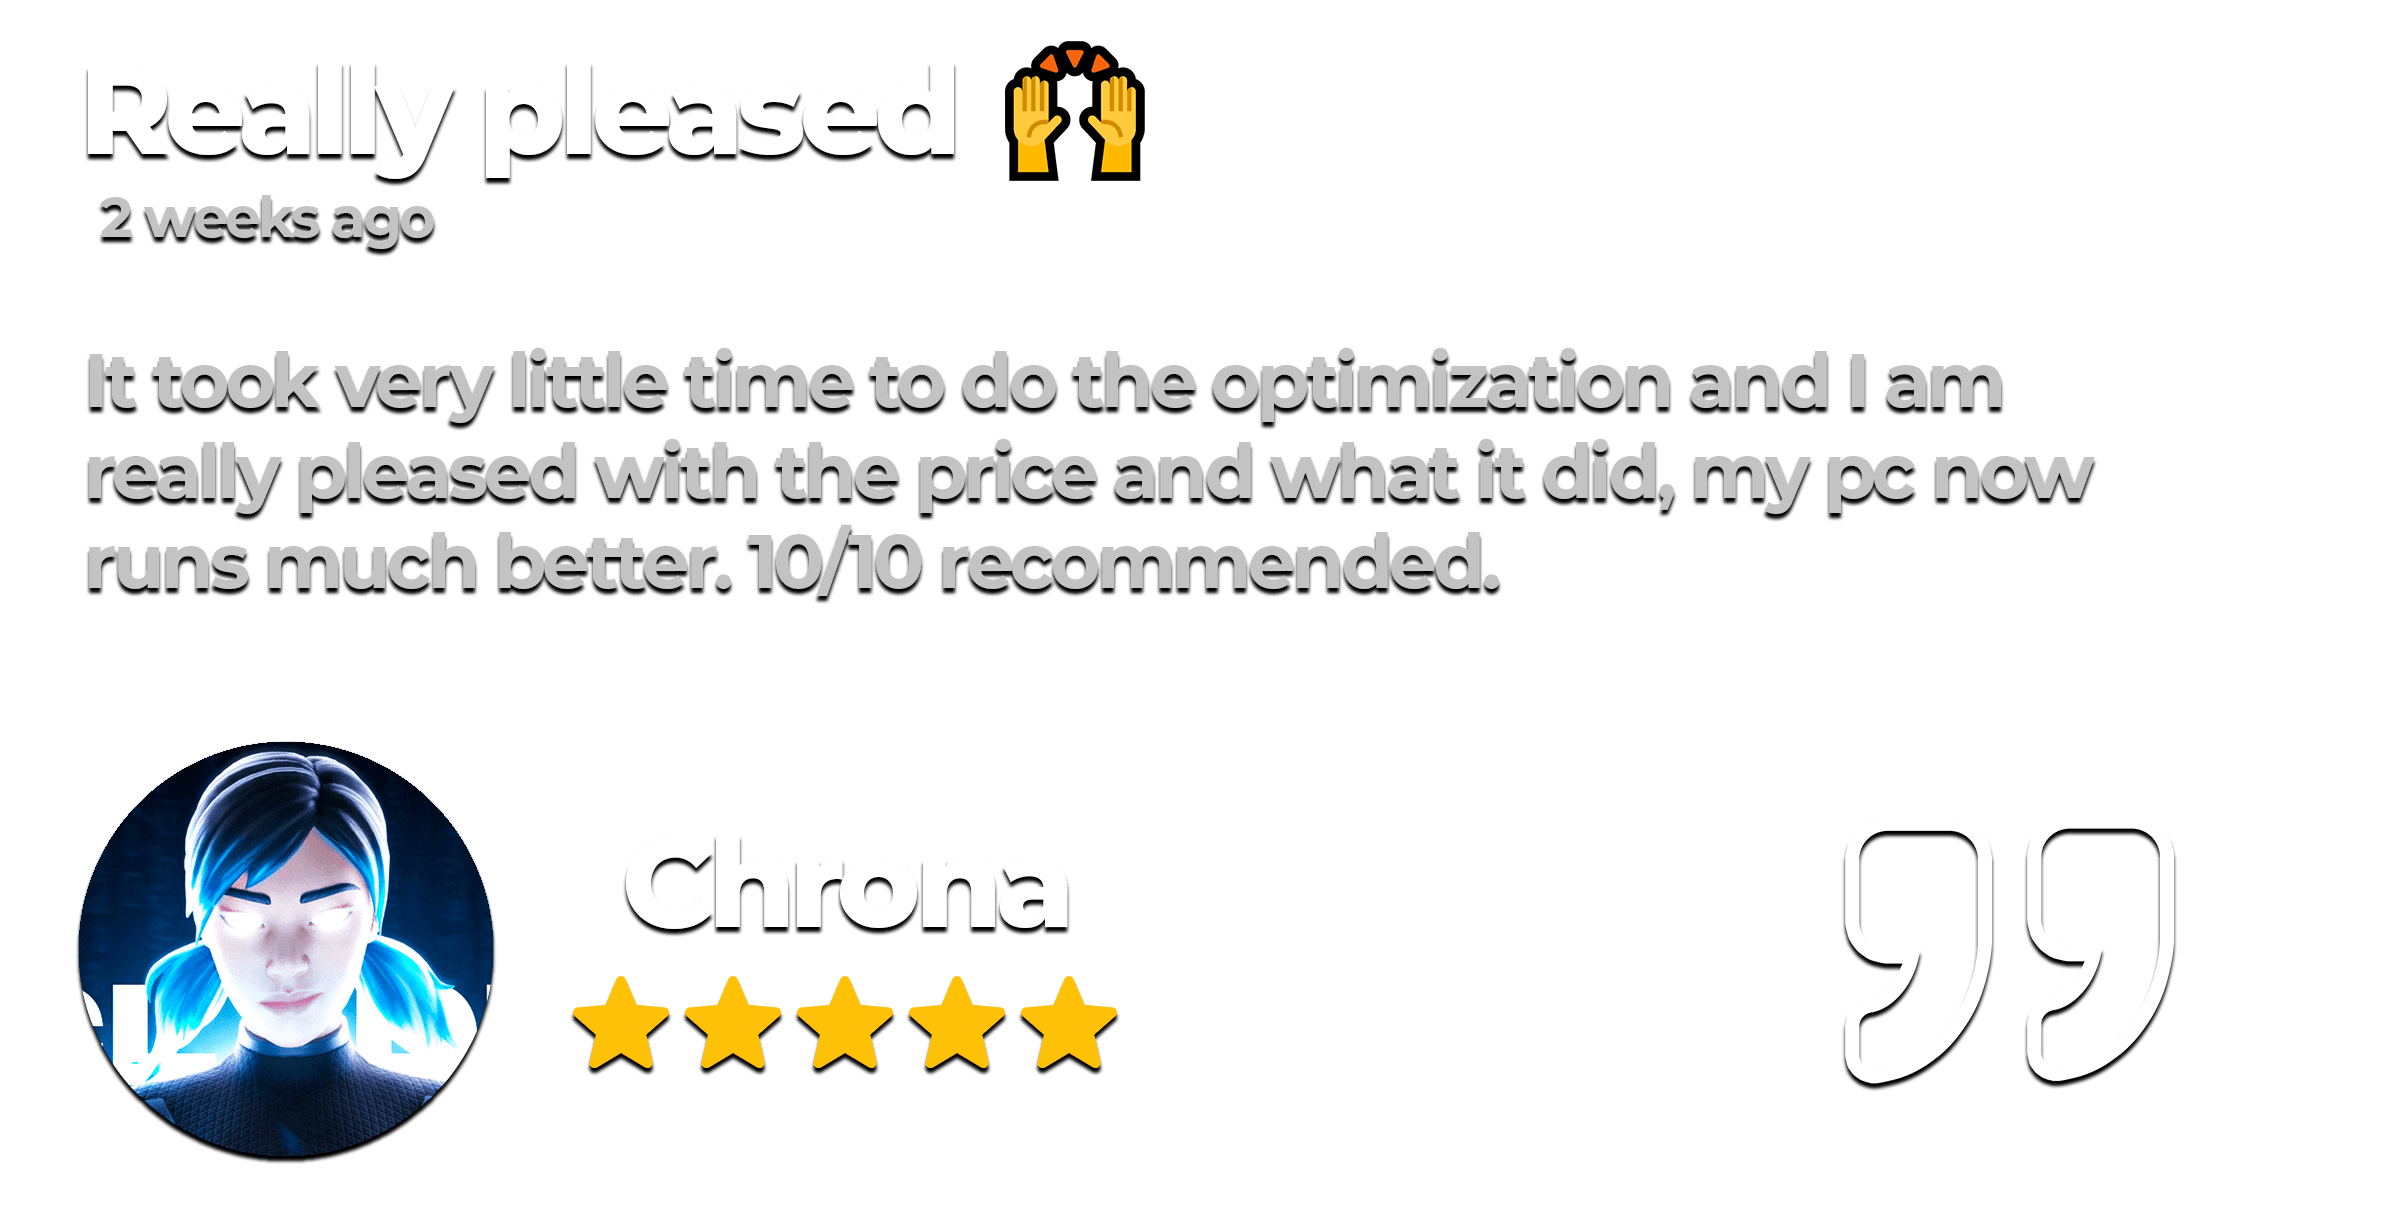 Really pleased 🙌
2 weeks ago
It took very little time to do the optimization and I am
really pleased with the price and what it did, my pc now
runs much better. 10/10 recommended.
Chrona